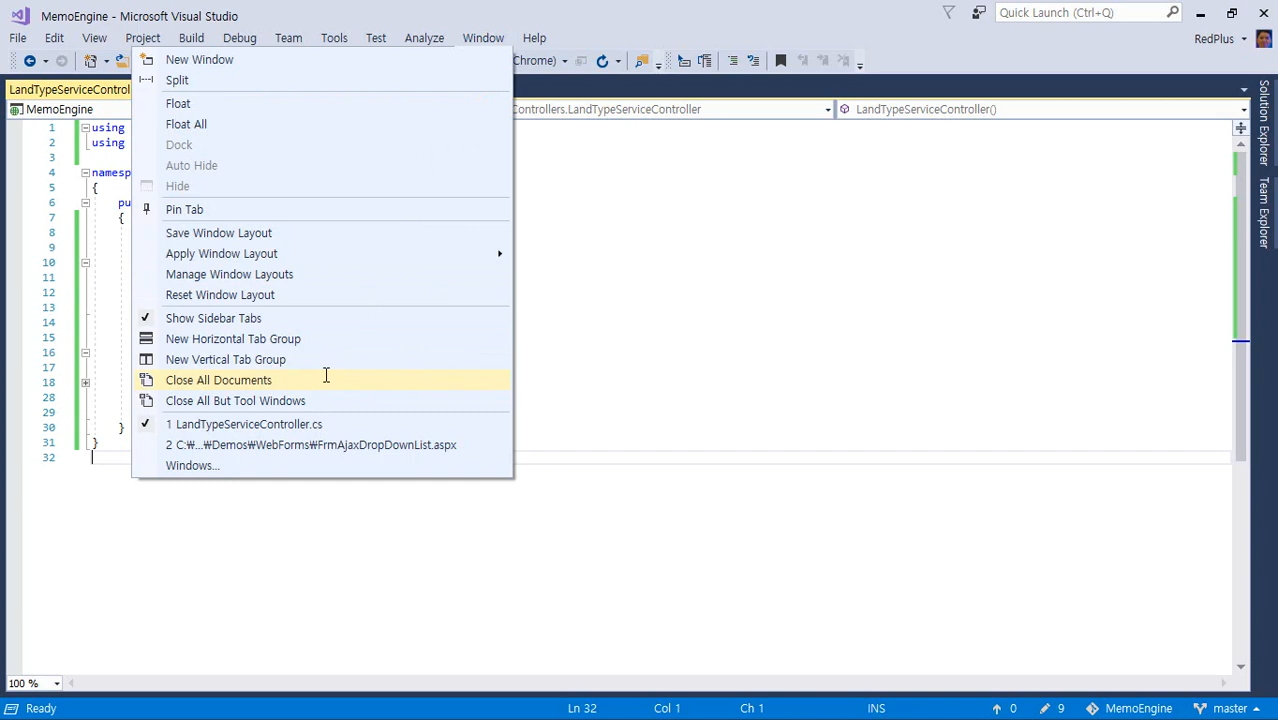 MemoEngine - Microsoft Visual Studio
Quick Launch (Ctrl+Q)
File Edit View Project Build Debug Team Tools Test Analyze Window Help
RedPlus
Chrome)
LandTypeServiceControl
MemoEngine
Controllers.LandTypeServiceController
LandTypeServiceController()
New Window
Split
Float
Float All
Dock
Auto Hide
Hide
Pin Tab
Save Window Layout
Apply Window Layout
Manage Window Layouts
Reset Window Layout
Show Sidebar Tabs
New Horizontal Tab Group
New Vertical Tab Group
Close All Documents
Close All But Tool Windows
1 LandTypeServiceController.cs
2 C:₩...₩Demos₩WebForms₩FrmAjaxDropDownList.aspx
Windows...
1 using
2 using
3
4 namesp
5 {
6 pu
7 {
8
9
10
11
12
13
14
15
16
17
18
29
30 }
31 }
32
Solution Explorer
Team Explorer
100 %
Ready
Ln 32
Col 1
Ch 1
INS
0
9
MemoEngine
master